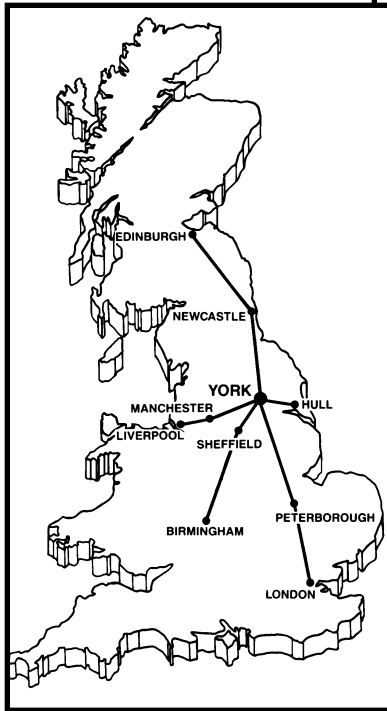 EDINBURGH
NEWCASTLE
YORK
HULL
MANCHESTER
LIVERPOOL
SHEFFIELD
PETERBOROUGH
BIRMINGHAM
LONDON